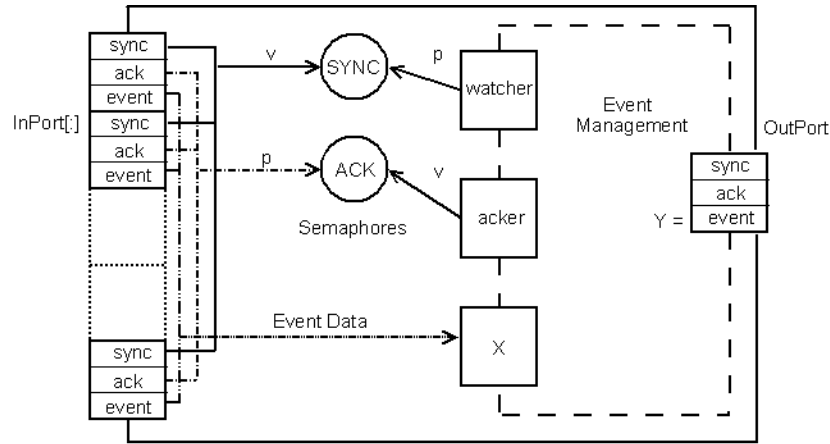 InPort[:]
sync
ack
event
sync
ack
event
sync
ack
event
v
SYNC
p
watcher
p
ACK
v
acker
Semaphores
Event Data
X
Event
Management
OutPort
sync
ack
Y = event